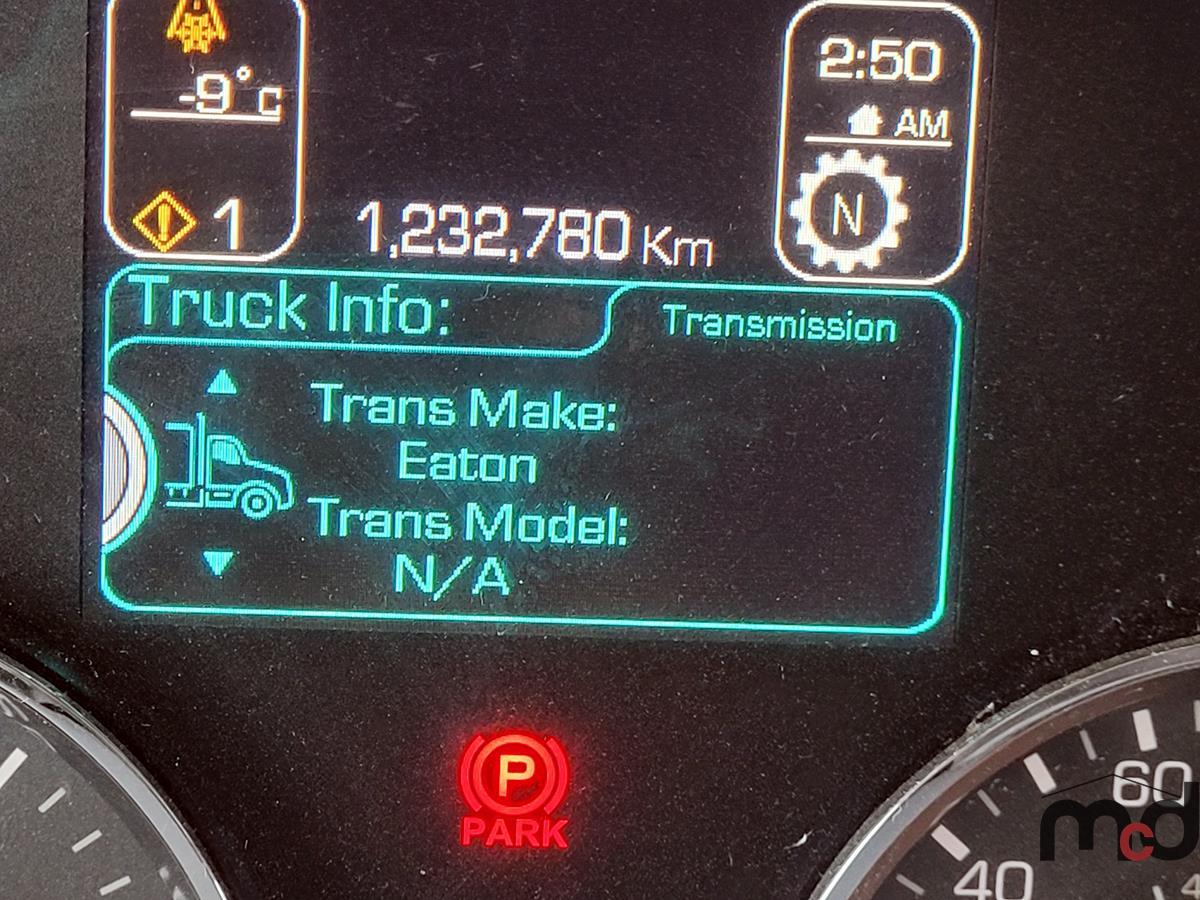 -9°C
2:50
AM
N
1
1,232,780 Km
Truck Info:
Transmission
Trans Make:
Eaton
Trans Model:
N/A
P
PARK
60
40
mcd